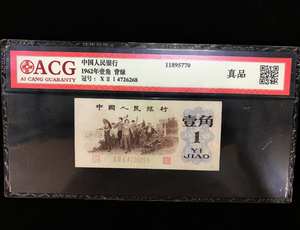 ACG
AI CANG GUARANTY
中国人民银行
1962年壹角 背绿
冠号: X II I 4726268
11895770
真品
中国人民银行
壹角
1
YI
JIAO